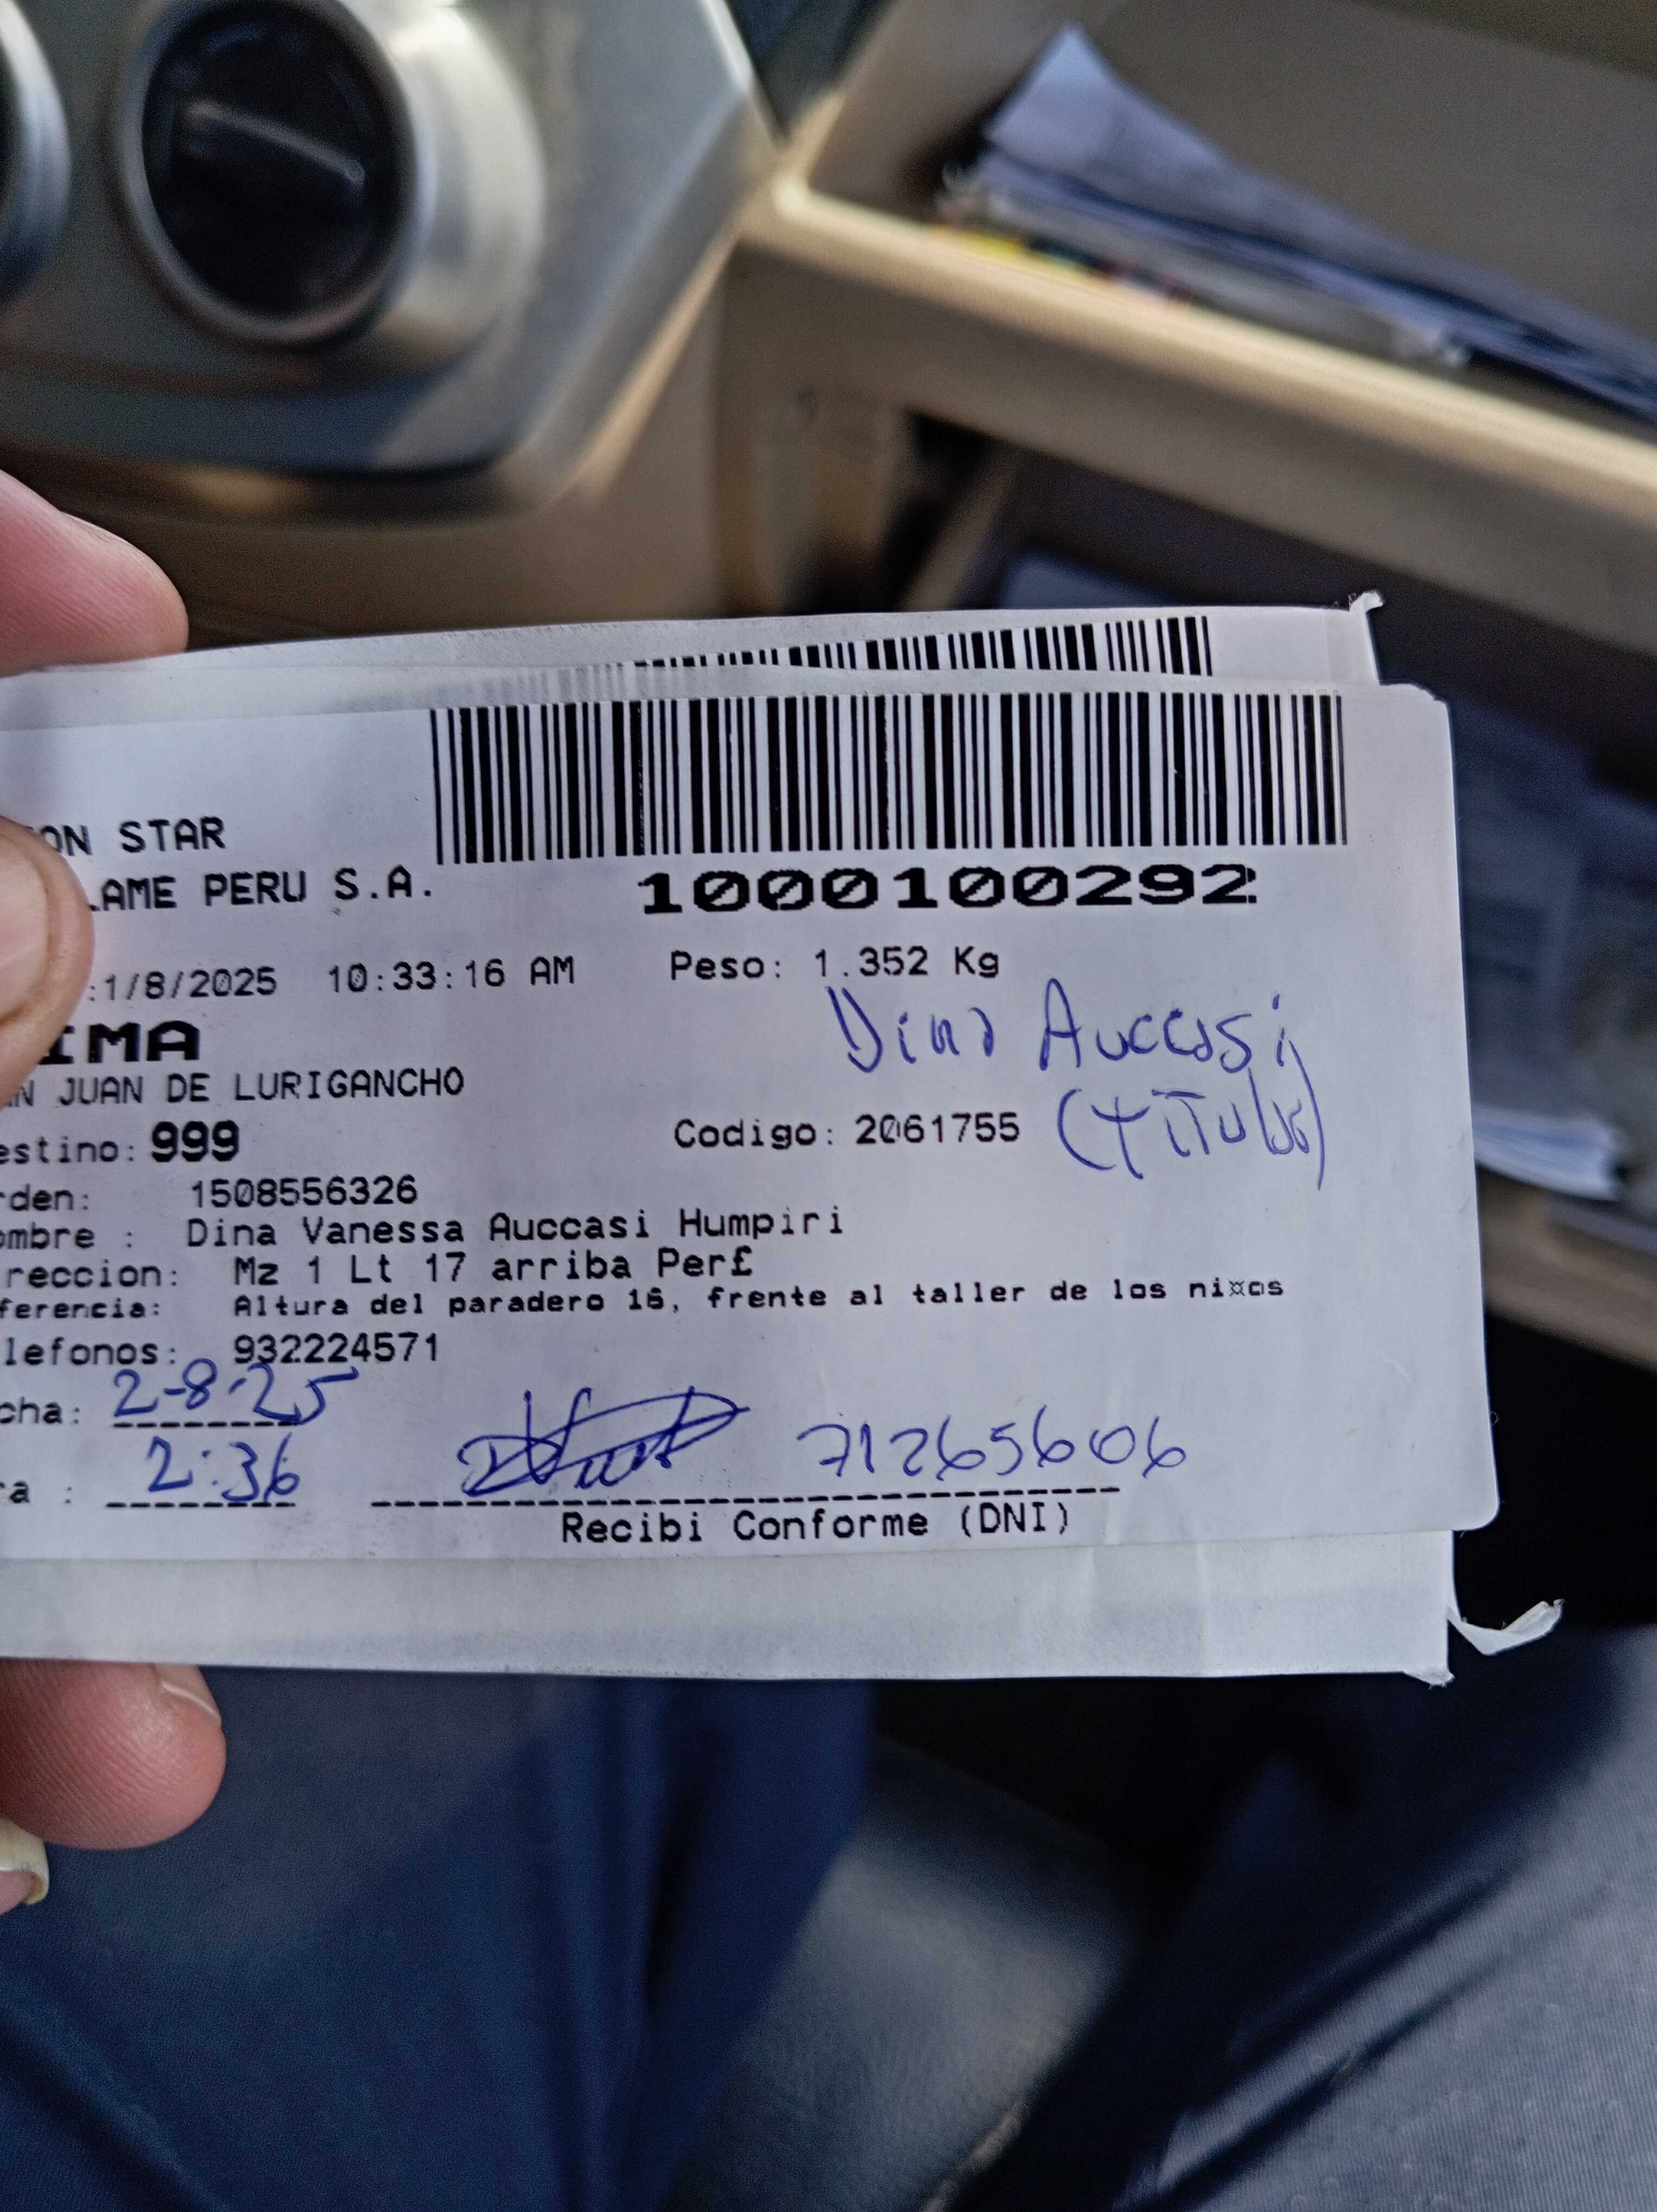 ON STAR
LAME PERU S.A.
1000100292
:1/8/2025 10:33:16 AM Peso: 1.352 Kg
IMA
Dina Auccasi
N JUAN DE LURIGANCHO
(titular)
estino: 999 Codigo: 2061755
rden: 1508556326
ombre : Dina Vanessa Auccasi Humpiri
reccion: Mz 1 Lt 17 arriba Per£
ferencia: Altura del paradero 16, frente al taller de los ni¤os
lefonos: 932224571
cha: 2-8-25
a : 2:36
71265606
Recibi Conforme (DNI)